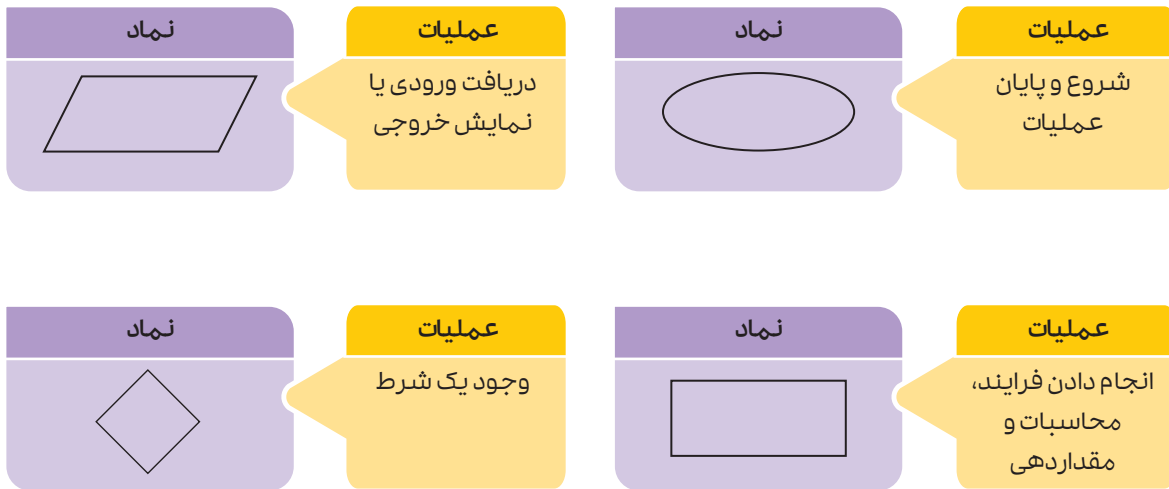 عملیات
نماد
شروع و پایان
عملیات
عملیات
نماد
دریافت ورودی یا
نمایش خروجی
عملیات
نماد
انجام دادن فرایند،
محاسبات و
مقداردهی
عملیات
نماد
وجود یک شرط